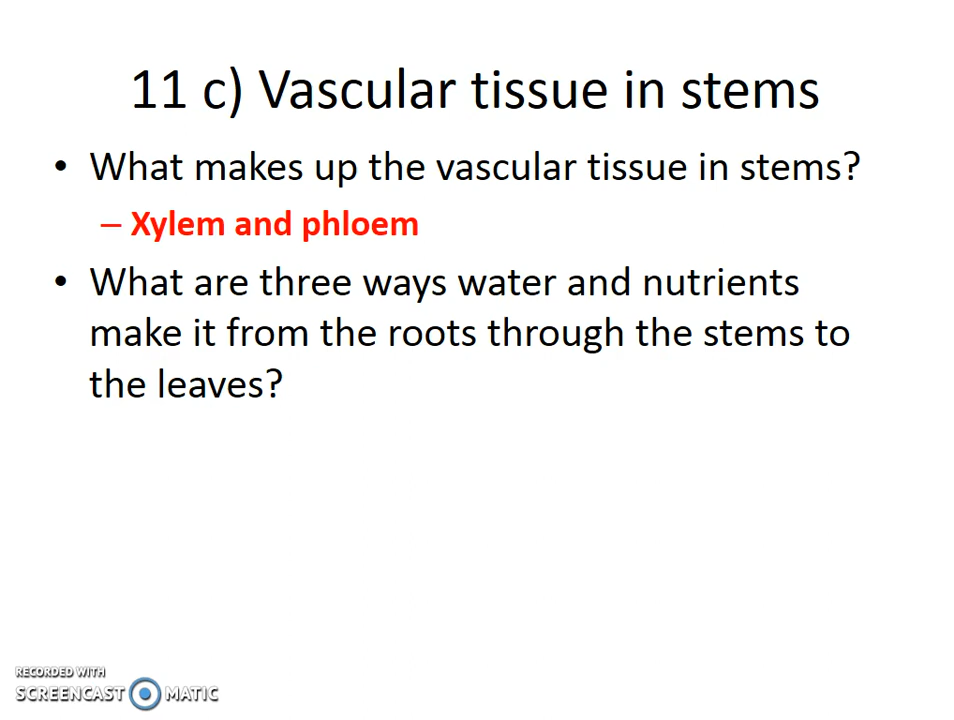 11 c) Vascular tissue in stems
• What makes up the vascular tissue in stems?
– Xylem and phloem
• What are three ways water and nutrients
make it from the roots through the stems to
the leaves?
RECORDED WITH
SCREENCAST MATIC